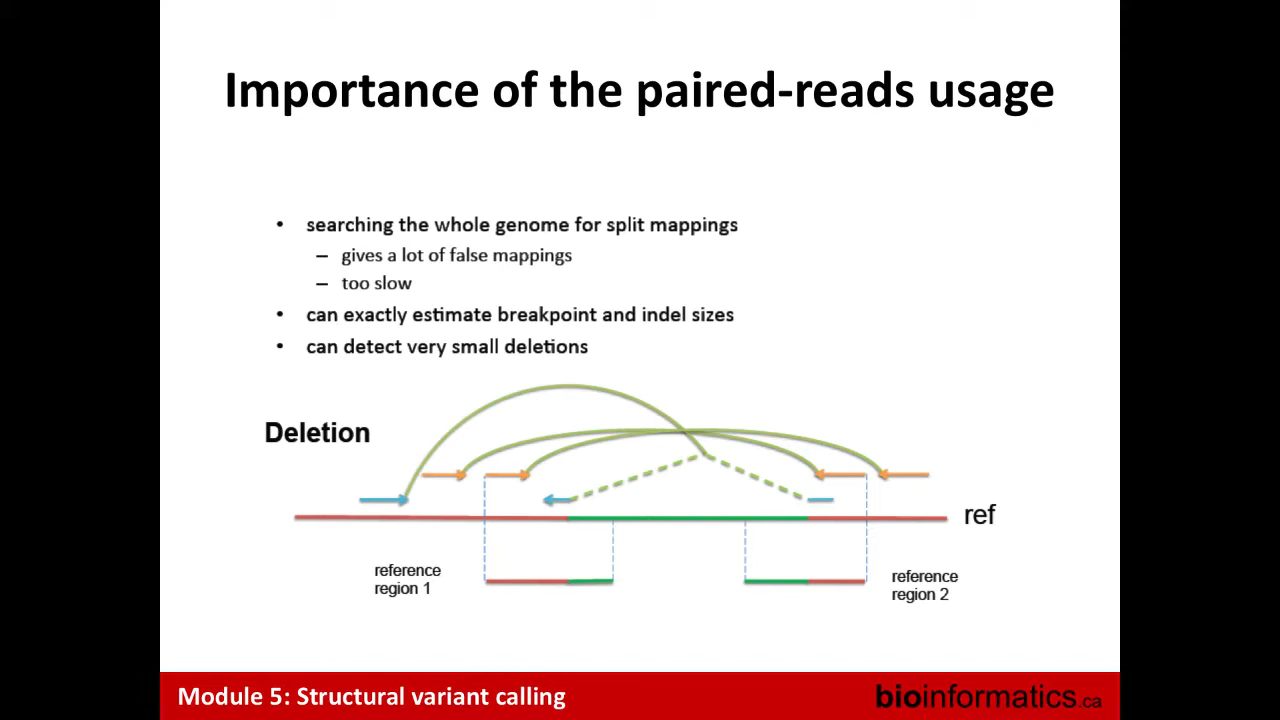 Importance of the paired-reads usage
• searching the whole genome for split mappings
– gives a lot of false mappings
– too slow
• can exactly estimate breakpoint and indel sizes
• can detect very small deletions
Deletion
ref
reference
region 1
reference
region 2
Module 5: Structural variant calling
bioinformatics.ca